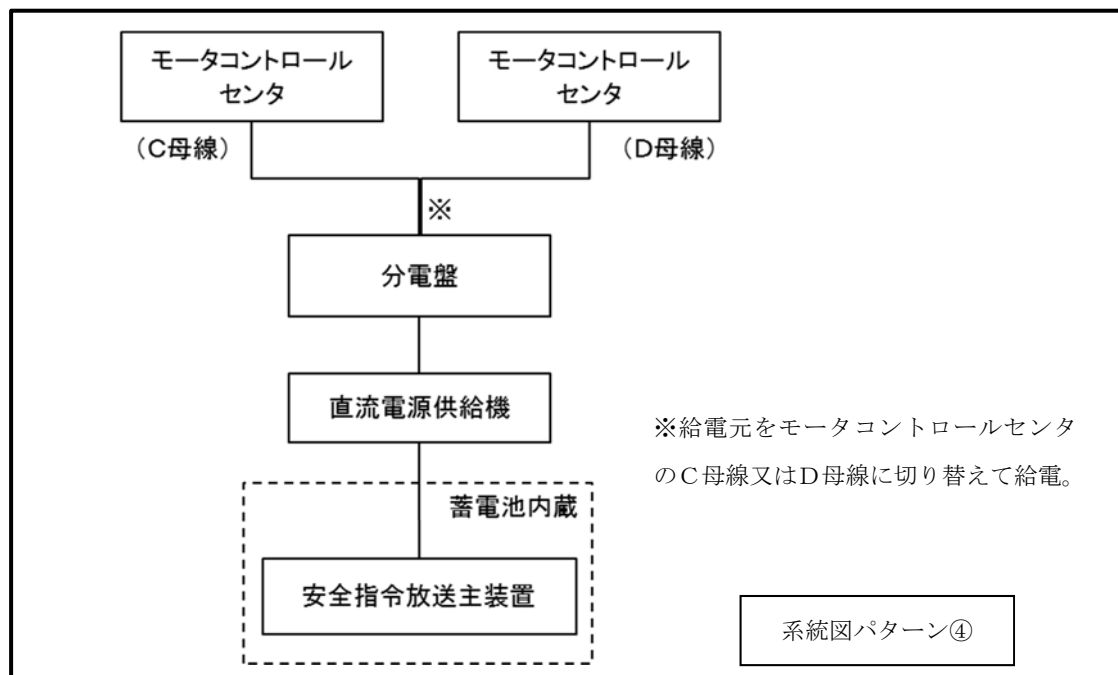 モータコントロール
センタ
モータコントロール
センタ
（C母線）
（D母線）
※
分電盤
直流電源供給機
※給電元をモータコントロールセンタ
のＣ母線又はＤ母線に切り替えて給電。
蓄電池内蔵
安全指令放送主装置
系統図パターン④